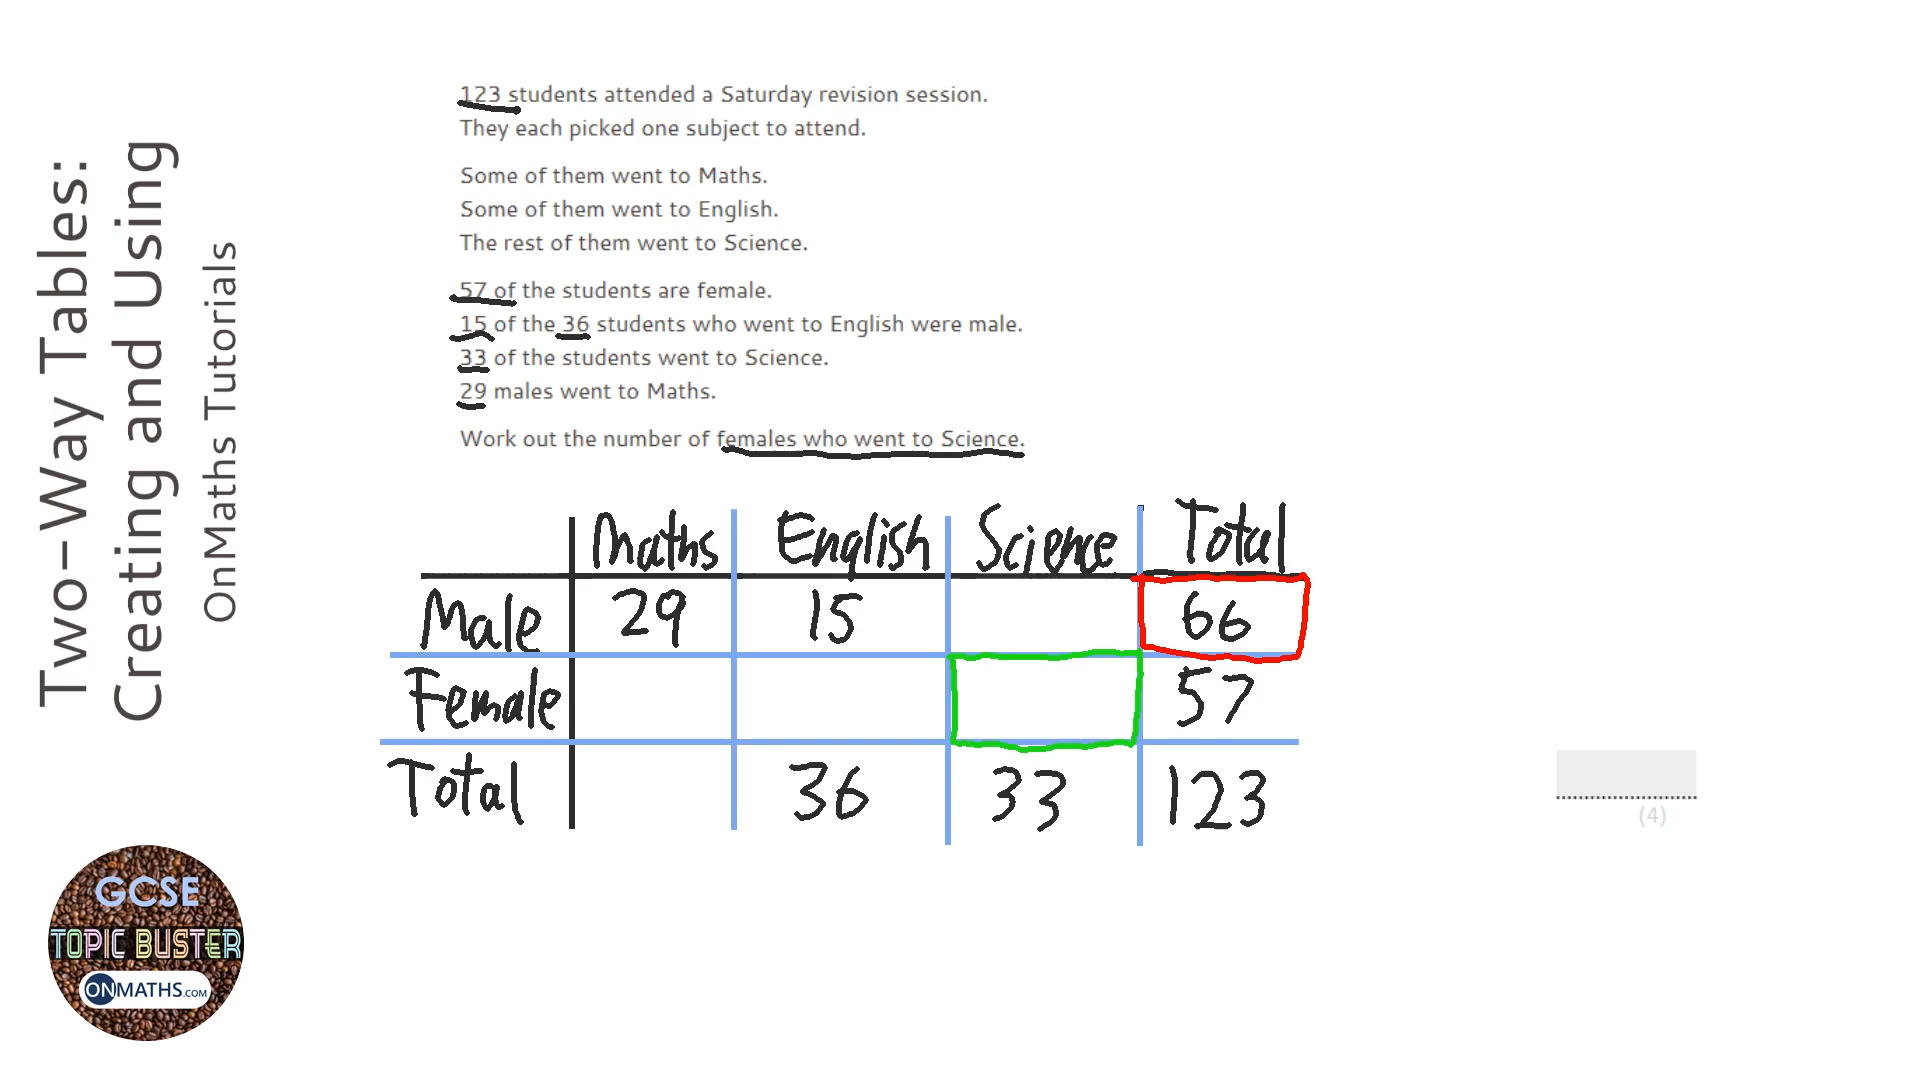 Two-Way Tables:
Creating and Using
OnMaths Tutorials
123 students attended a Saturday revision session.
They each picked one subject to attend.
Some of them went to Maths.
Some of them went to English.
The rest of them went to Science.
57 of the students are female.
15 of the 36 students who went to English were male.
33 of the students went to Science.
29 males went to Maths.
Work out the number of females who went to Science.
Maths English Science Total
Male 29 15 66
Female 57
Total 36 33 123
(4)
GCSE
TOPIC BUSTER
ONMATHS.COM